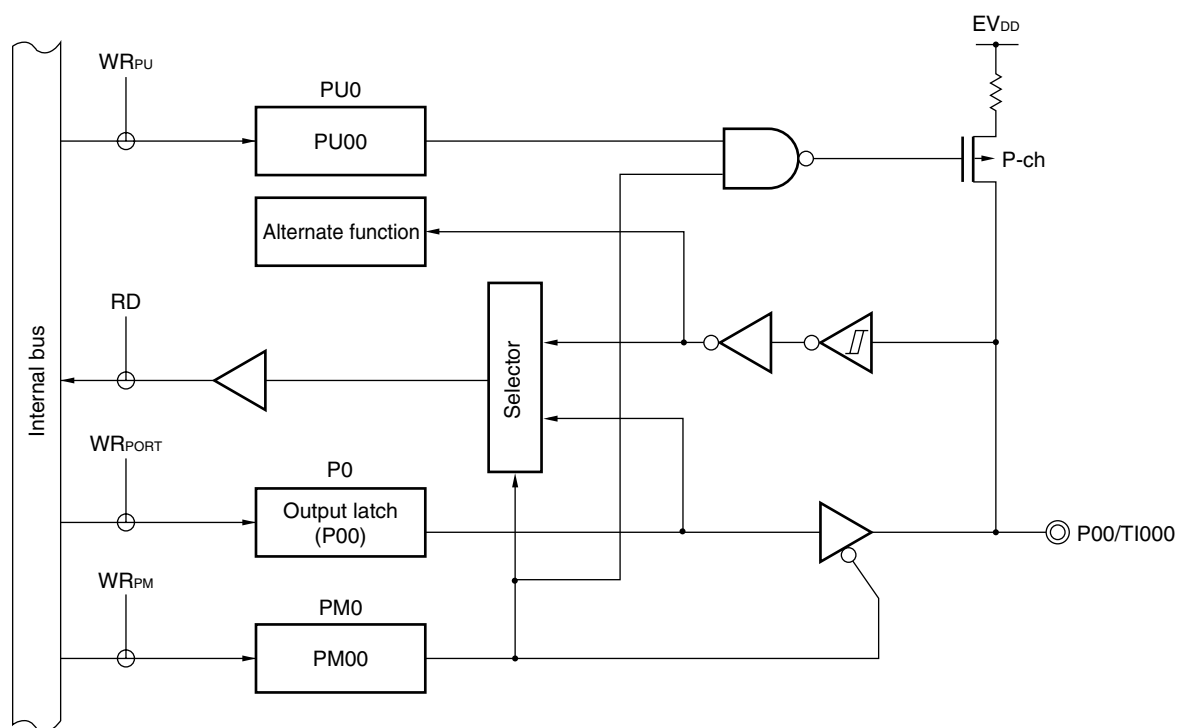 EVDD
WRPU
PU0
PU00
P-ch
Alternate function
RD
Selector
Internal bus
WRPORT
P0
Output latch
(P00)
P00/TI000
WRPM
PM0
PM00